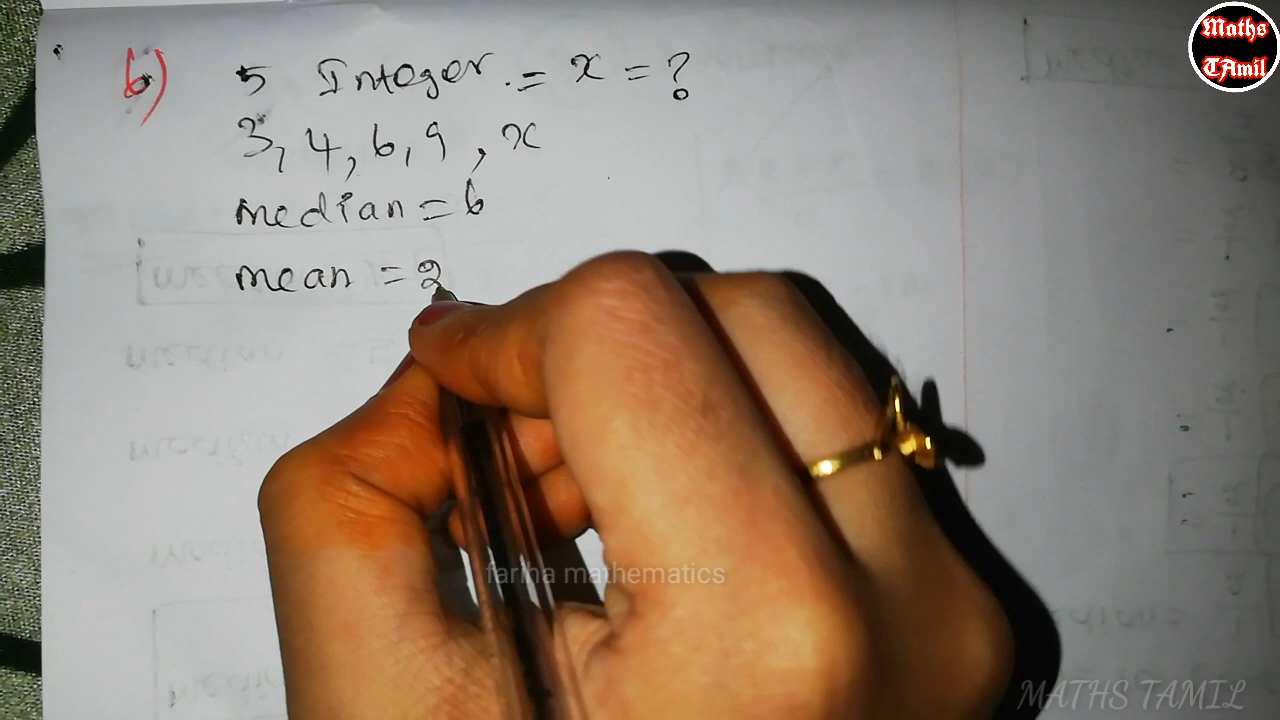 Maths
TAmil
6) 5 Integer. = x = ?
3, 4, 6, 9, x
median = 6
mean = 2
fariha mathematics
MATHS TAMIL